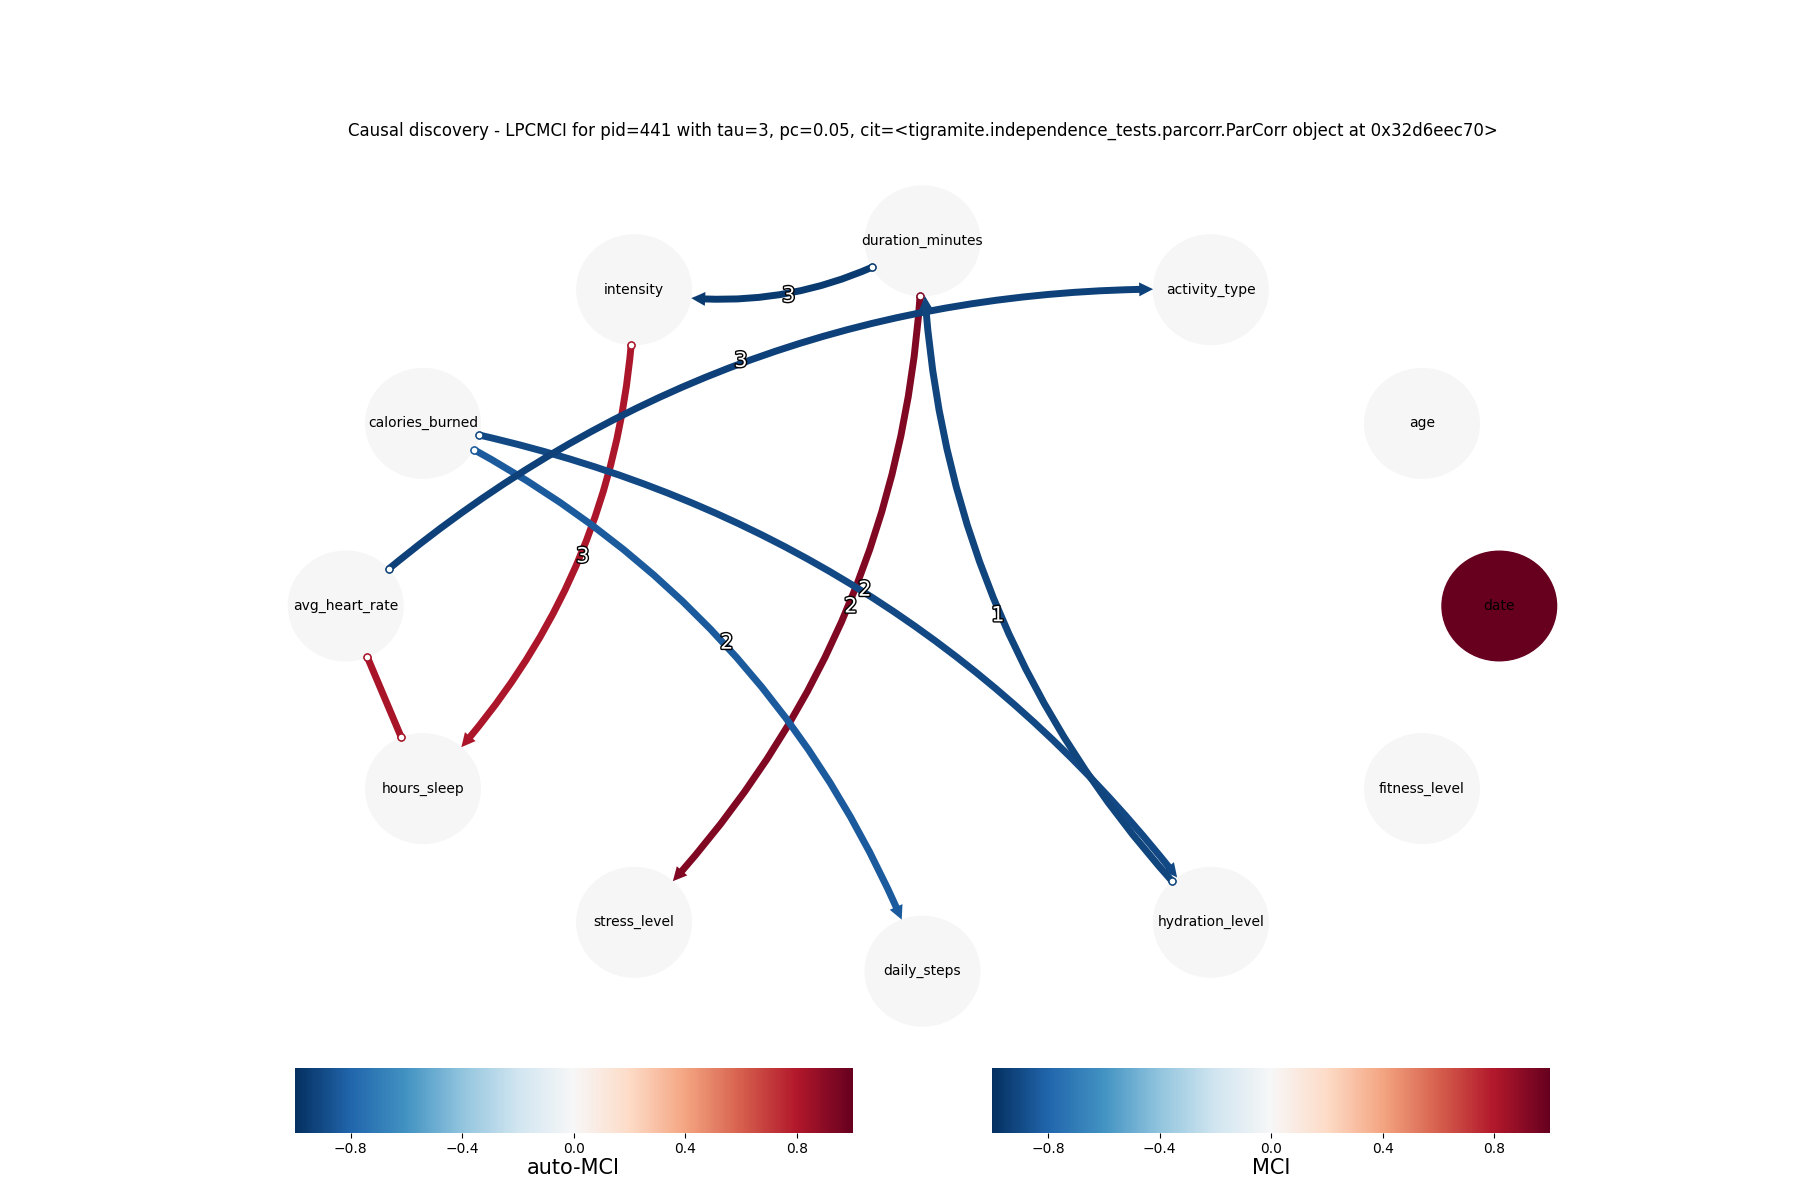 Causal discovery - LPCMCI for pid=441 with tau=3, pc=0.05, cit=<tigramite.independence_tests.parcorr.ParCorr object at 0x32d6eec70>
duration_minutes
intensity
activity_type
3
3
calories_burned
age
3
avg_heart_rate
date
2
2
1
2
hours_sleep
fitness_level
stress_level
hydration_level
daily_steps
−0.8 −0.4 0.0 0.4 0.8
auto-MCI
−0.8 −0.4 0.0 0.4 0.8
MCI